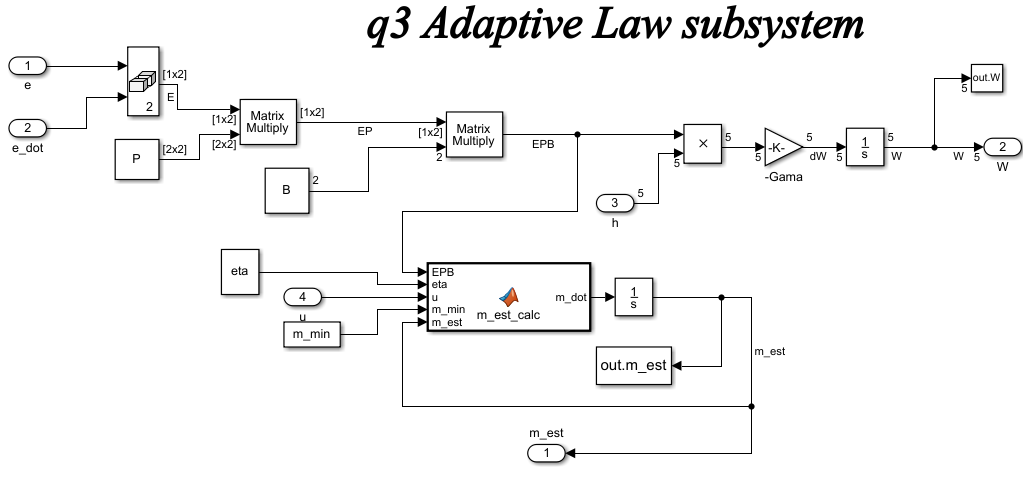 q3 Adaptive Law subsystem
1
e
2
e_dot
2
[1x2]
E
P
[2x2]
[1x2]
[2x2]
Matrix
Multiply
[1x2]
EP
B
2
[1x2]
2
Matrix
Multiply
EPB
3
h
5
5
×
5
5
-K-
-Gama
5
dW
5
1
s
5
W
5
out.W
W
5
2
W
eta
4
u
m_min
EPB
eta
u
m_min
m_est
m_dot
m_est_calc
1
s
out.m_est
m_est
m_est
1